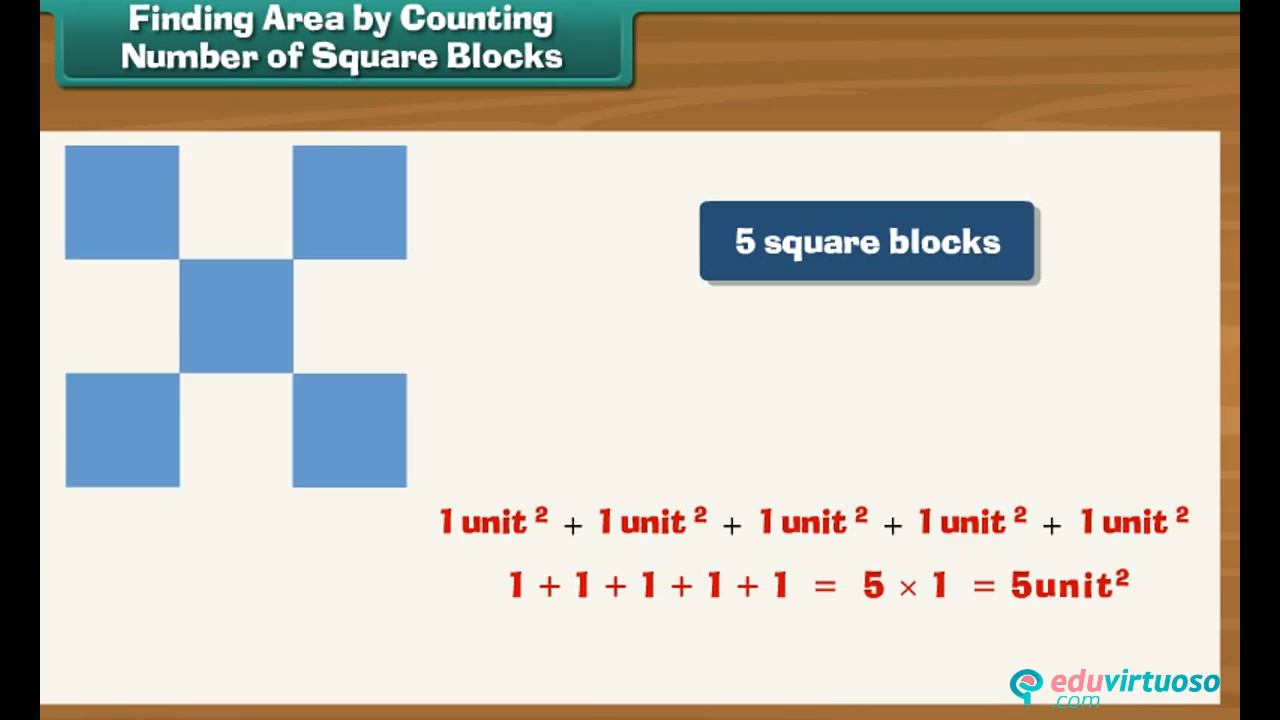 Finding Area by Counting
Number of Square Blocks
5 square blocks
1 unit ² + 1 unit ² + 1 unit ² + 1 unit ² + 1 unit ²
1 + 1 + 1 + 1 + 1 = 5 × 1 = 5unit²
eduvirtuoso
.com